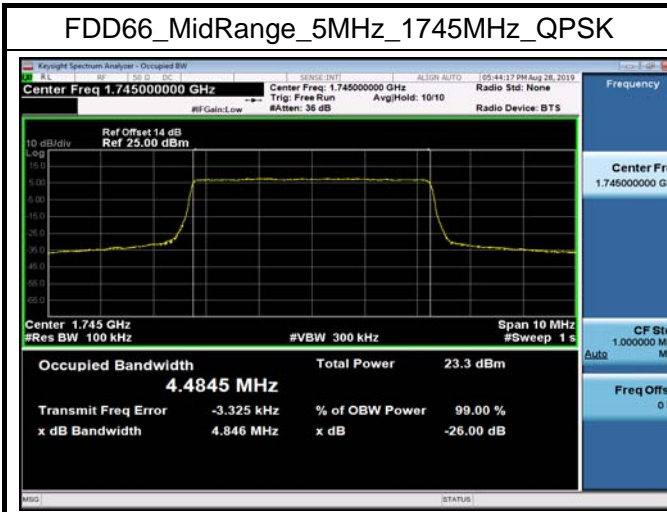 FDD66_MidRange_5MHz_1745MHz_QPSK
Keysight Spectrum Analyzer - Occupied BW
RL RF 50 Ω DC SENSE:INT ALIGN AUTO 05:44:17 PM Aug 28, 2019
Center Freq 1.745000000 GHz Center Freq: 1.745000000 GHz Radio Std: None Frequency
Trig: Free Run Avg|Hold: 10/10
#IFGain:Low #Atten: 36 dB Radio Device: BTS
Ref Offset 14 dB
10 dB/div Ref 25.00 dBm
Log
15.0
5.00
-5.00
-15.0
-25.0
-35.0
-45.0
-55.0
-65.0
Center Fr
1.745000000 G
Center 1.745 GHz Span 10 MHz
#Res BW 100 kHz #VBW 300 kHz #Sweep 1 s
CF St
1.000000 M
Auto M
Occupied Bandwidth Total Power 23.3 dBm
4.4845 MHz
Transmit Freq Error -3.325 kHz % of OBW Power 99.00 %
x dB Bandwidth 4.846 MHz x dB -26.00 dB
Freq Offs
0
MSG STATUS